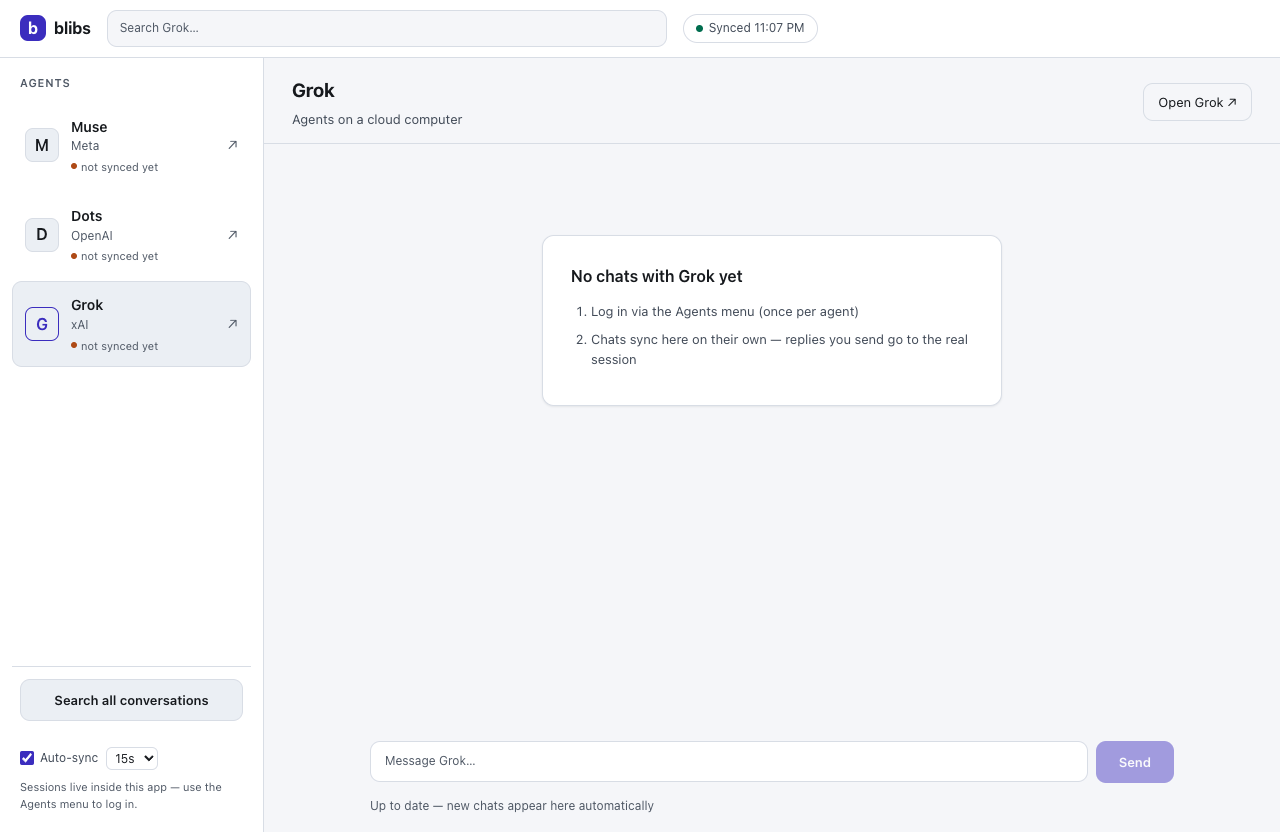 b blibs
Search Grok...
Synced 11:07 PM
AGENTS
M
Muse
Meta
not synced yet
D
Dots
OpenAI
not synced yet
G
Grok
xAI
not synced yet
Search all conversations
Auto-sync 15s
Sessions live inside this app — use the
Agents menu to log in.
Grok
Agents on a cloud computer
Open Grok ↗
No chats with Grok yet
1. Log in via the Agents menu (once per agent)
2. Chats sync here on their own — replies you send go to the real
session
Message Grok...
Send
Up to date — new chats appear here automatically